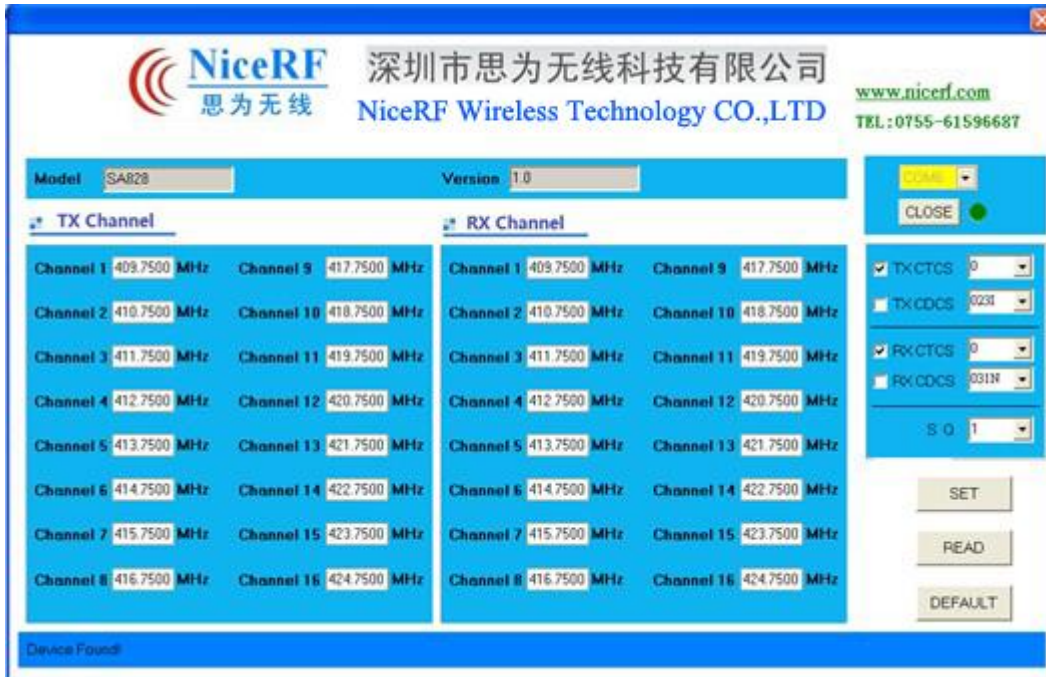 NiceRF
思为无线
深圳市思为无线科技有限公司
NiceRF Wireless Technology CO.,LTD
www.nicerf.com
TEL:0755-61596687
Model SA828 Version 1.0
CLOSE
TX Channel RX Channel
Channel 1 409.7500 MHz Channel 9 417.7500 MHz Channel 1 409.7500 MHz Channel 9 417.7500 MHz
TXCTCS 0
Channel 2 410.7500 MHz Channel 10 418.7500 MHz Channel 2 410.7500 MHz Channel 10 418.7500 MHz
TXCDCS 023I
Channel 3 411.7500 MHz Channel 11 419.7500 MHz Channel 3 411.7500 MHz Channel 11 419.7500 MHz
RXCTCS 0
RXCDCS 031N
Channel 4 412.7500 MHz Channel 12 420.7500 MHz Channel 4 412.7500 MHz Channel 12 420.7500 MHz
S Q 1
Channel 5 413.7500 MHz Channel 13 421.7500 MHz Channel 5 413.7500 MHz Channel 13 421.7500 MHz
Channel 6 414.7500 MHz Channel 14 422.7500 MHz Channel 6 414.7500 MHz Channel 14 422.7500 MHz
SET
Channel 7 415.7500 MHz Channel 15 423.7500 MHz Channel 7 415.7500 MHz Channel 15 423.7500 MHz
READ
Channel 8 416.7500 MHz Channel 16 424.7500 MHz Channel 8 416.7500 MHz Channel 16 424.7500 MHz
DEFAULT
Device Found!